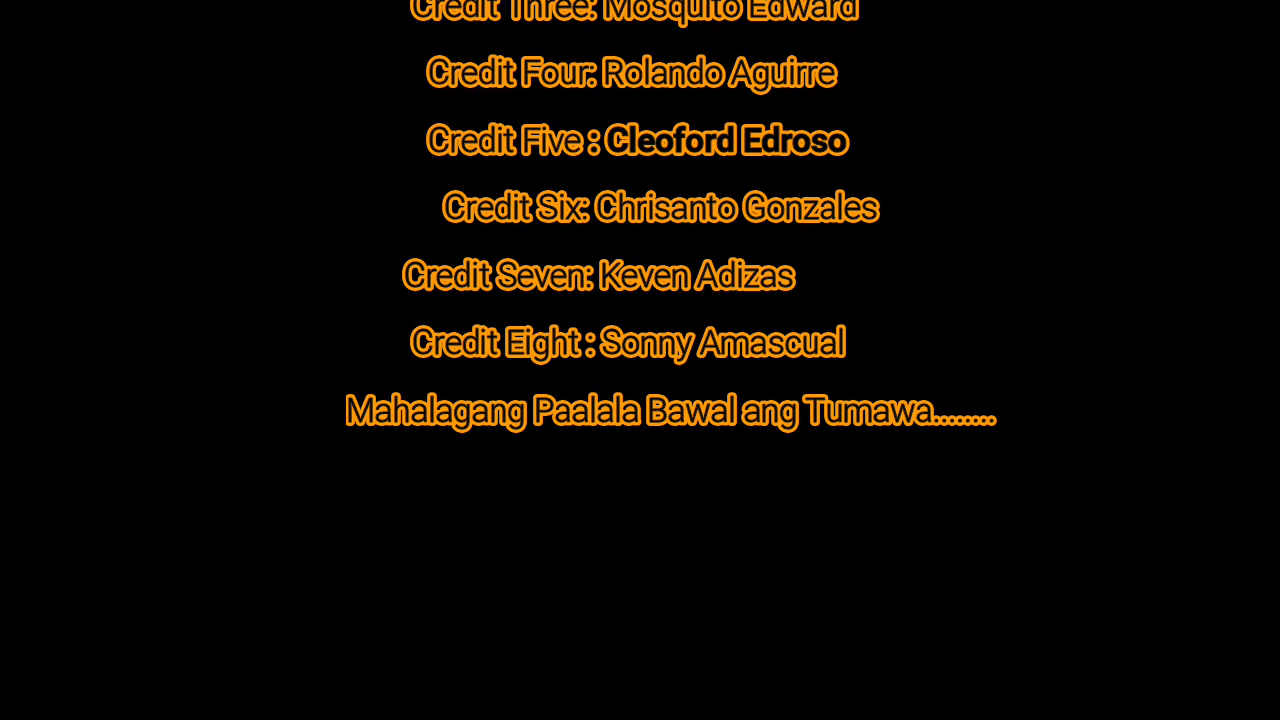 Credit Three: Mosquito Edward
Credit Four: Rolando Aguirre
Credit Five : Cleoford Edroso
Credit Six: Chrisanto Gonzales
Credit Seven: Keven Adizas
Credit Eight : Sonny Amascual
Mahalagang Paalala Bawal ang Tumawa........